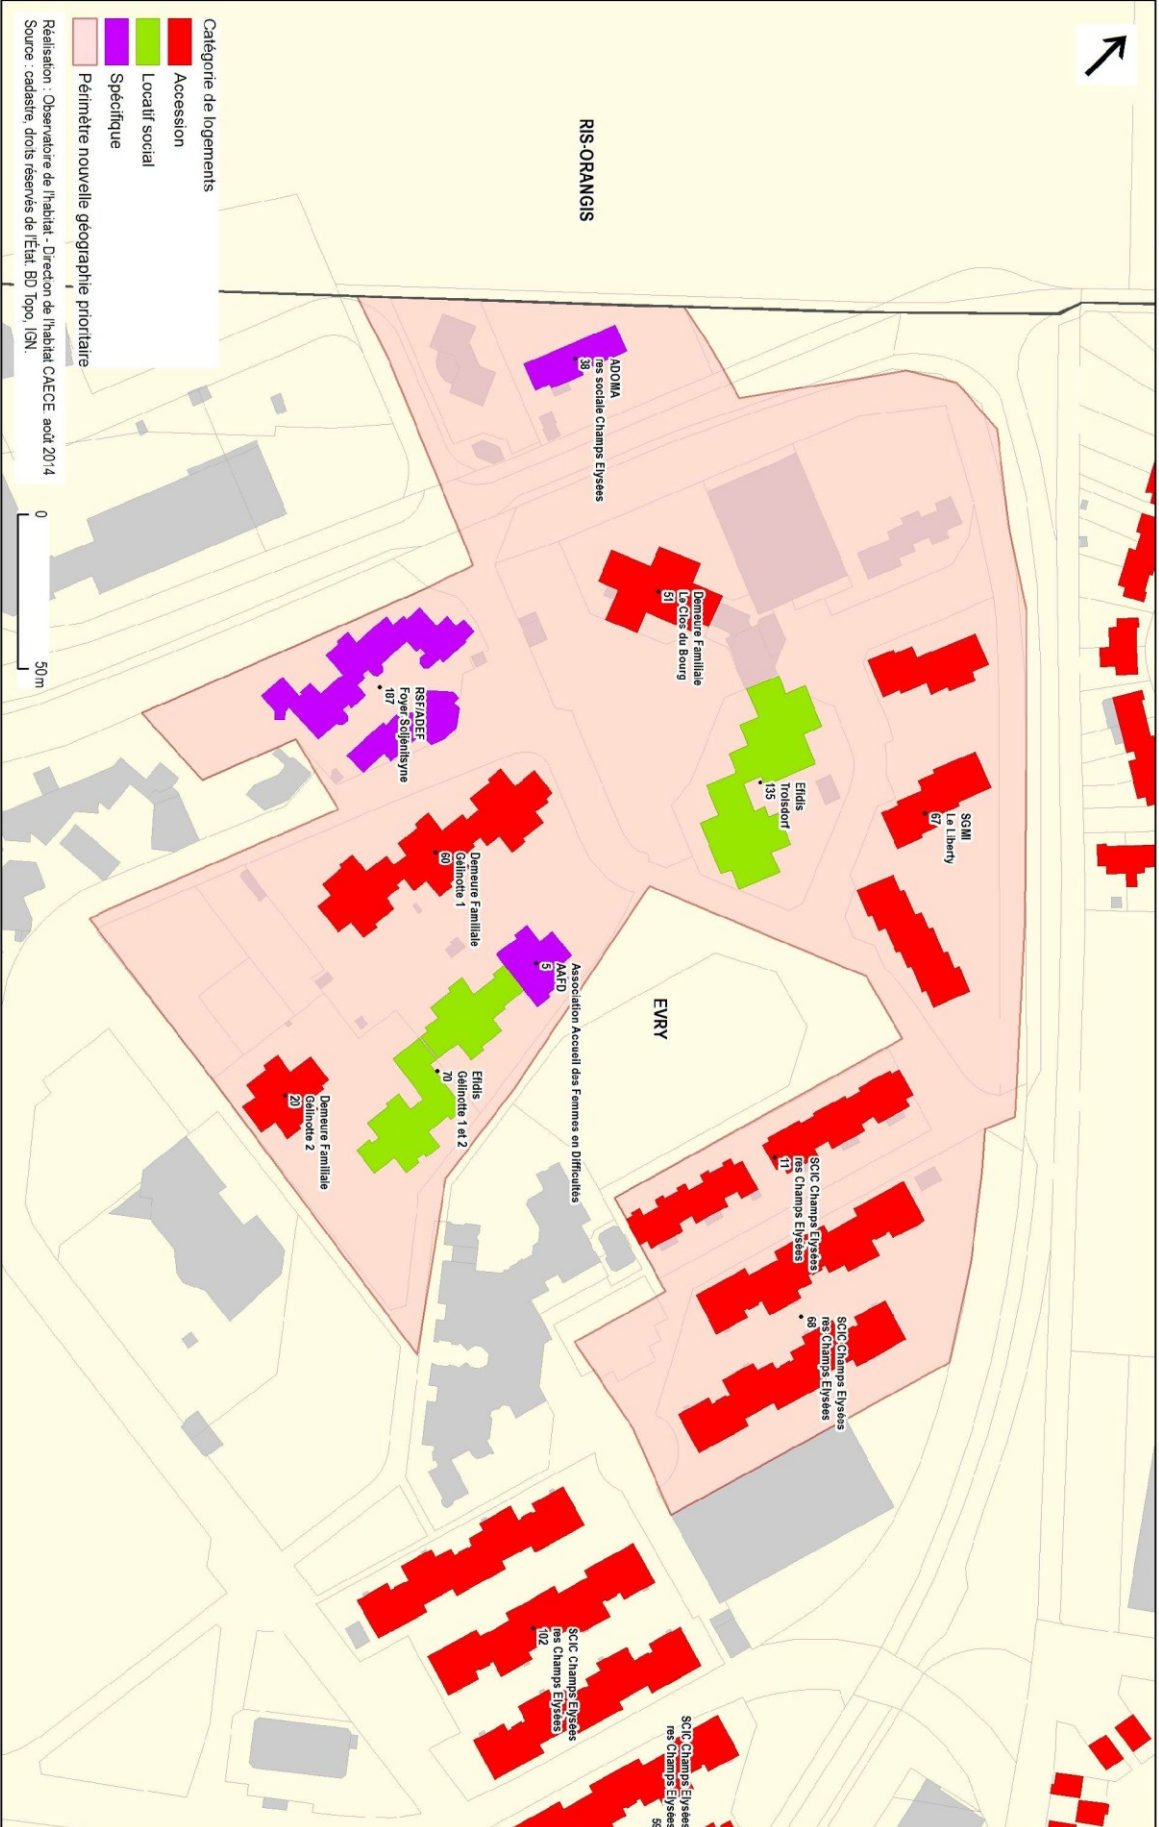 RIS-ORANGIS
ADOMA
res sociale Champs Elysées
38
Demeure Familiale
Le Clos du Bourg
51
SGMI
Le Liberty
67
Efidis
Troisdorf
135
RSF/ADEF
Foyer Soljénitsyne
187
Demeure Familiale
Gélinotte 1
60
Association Accueil des Femmes en Difficultés
AAFD
5
EVRY
Efidis
Gélinotte 1 et 2
70
Demeure Familiale
Gélinotte 2
20
SCIC Champs Elysées
res Champs Elysées
11
SCIC Champs Elysées
res Champs Elysées
68
SCIC Champs Elysées
res Champs Elysées
102
SCIC Champs Elysées
res Champs Elysées
Catégorie de logements
Accession
Locatif social
Spécifique
Périmètre nouvelle géographie prioritaire
Réalisation : Observatoire de l'habitat - Direction de l'habitat CAECE. août 2014
Source : cadastre, droits réservés de l'État. BD Topo, IGN.
0 50m